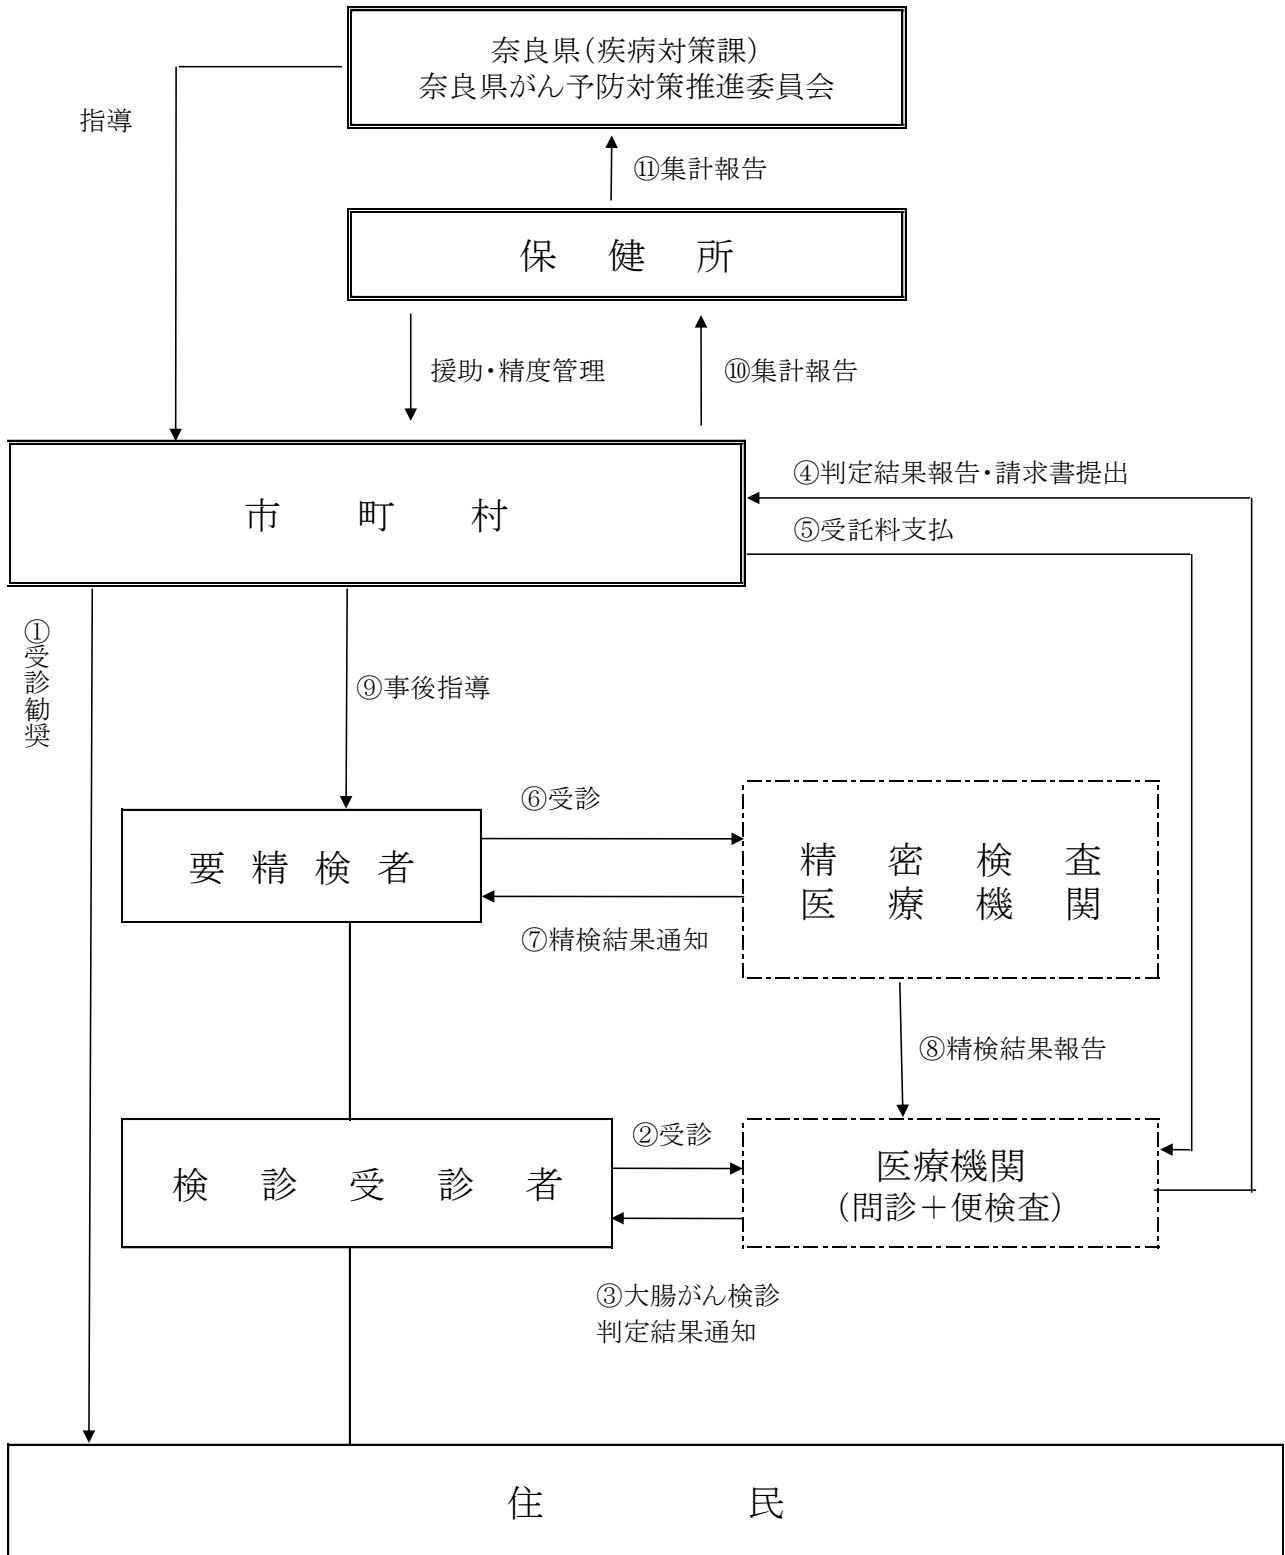 奈良県（疾病対策課）
奈良県がん予防対策推進委員会
指導
⑪集計報告
保健所
援助・精度管理
⑩集計報告
市町村
④判定結果報告・請求書提出
⑤受託料支払
①受診勧奨
⑨事後指導
⑥受診
要精検者
精密検査
医療機関
⑦精検結果通知
⑧精検結果報告
②受診
検診受診者
医療機関
（問診＋便検査）
③大腸がん検診
判定結果通知
住民